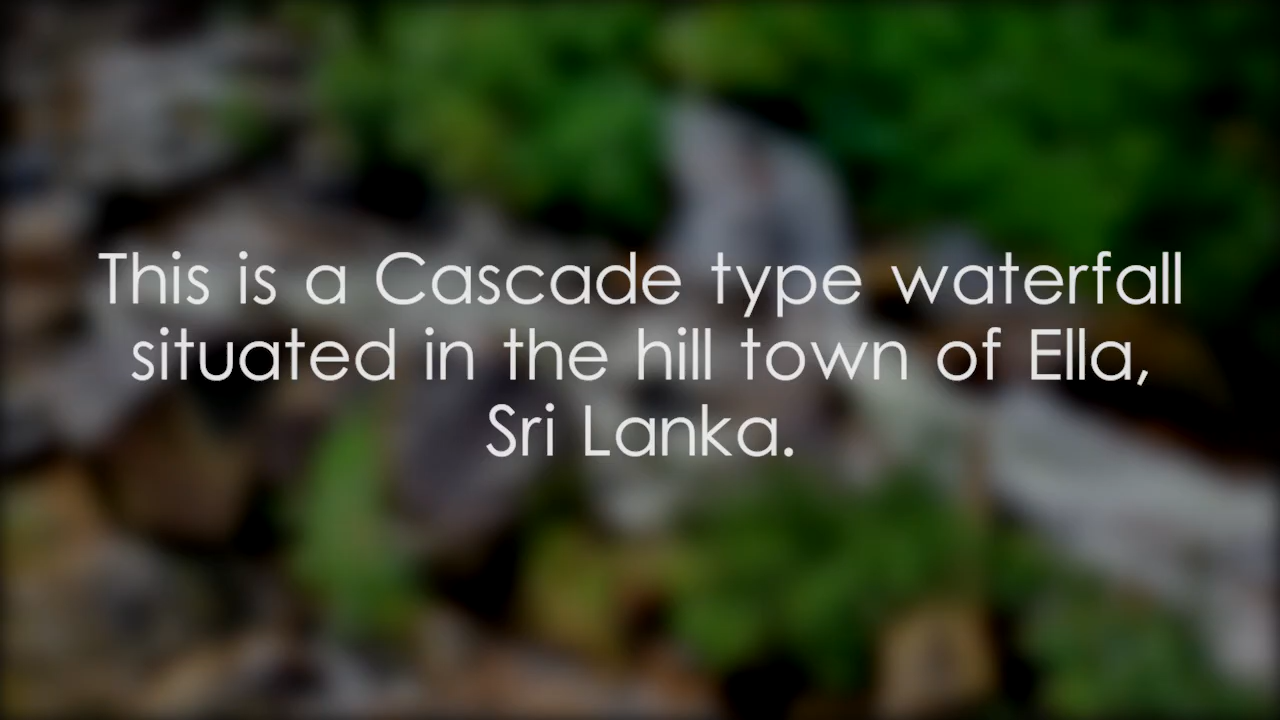 This is a Cascade type waterfall
situated in the hill town of Ella,
Sri Lanka.